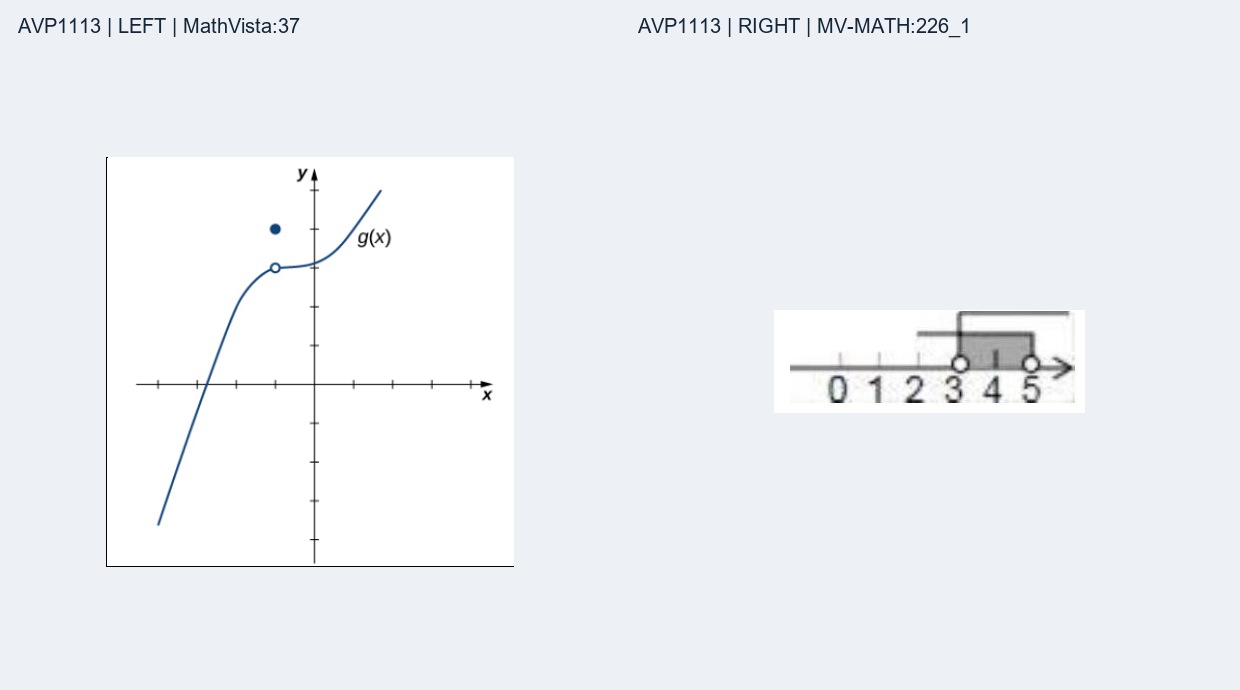 AVP1113 | LEFT | MathVista:37
AVP1113 | RIGHT | MV-MATH:226_1
y
g(x)
x
0 1 2 3 4 5